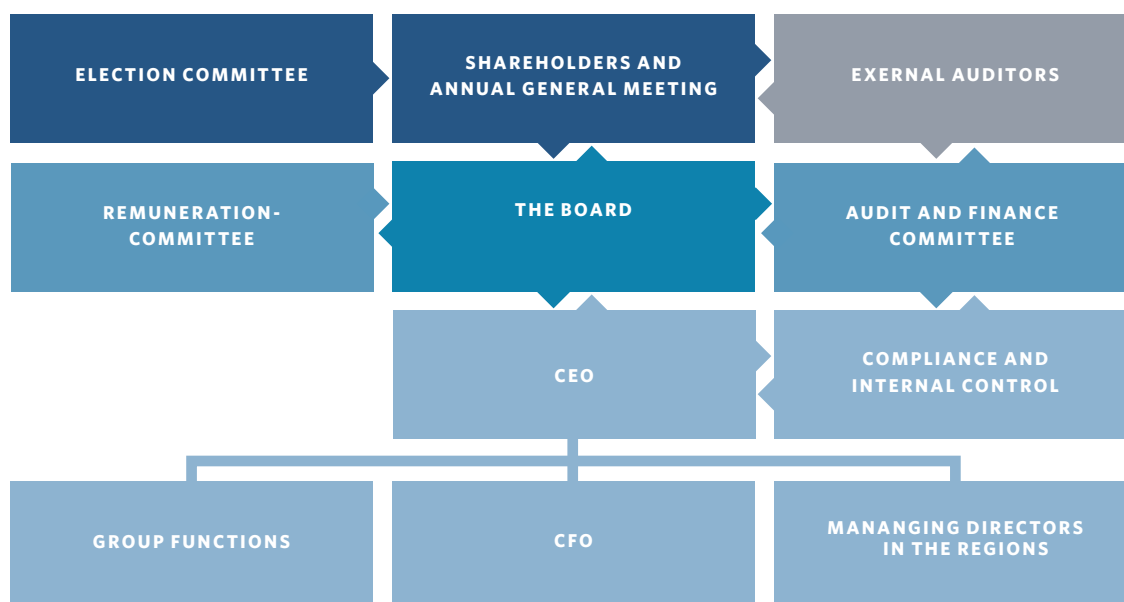 ELECTION COMMITTEE
SHAREHOLDERS AND
ANNUAL GENERAL MEETING
EXERNAL AUDITORS
REMUNERATION-
COMMITTEE
THE BOARD
AUDIT AND FINANCE
COMMITTEE
CEO
COMPLIANCE AND
INTERNAL CONTROL
GROUP FUNCTIONS
CFO
MANANGING DIRECTORS
IN THE REGIONS